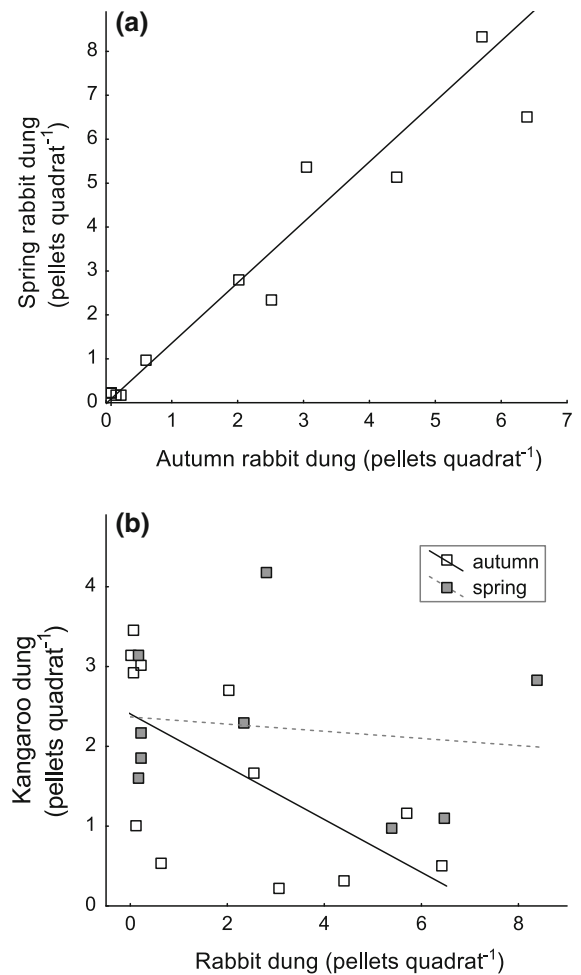 (a)
Spring rabbit dung
(pellets quadrat⁻¹)
8
7
6
5
4
3
2
1
0
0 1 2 3 4 5 6 7
Autumn rabbit dung (pellets quadrat⁻¹)
(b)
autumn
spring
Kangaroo dung
(pellets quadrat⁻¹)
4
3
2
1
0
0 2 4 6 8
Rabbit dung (pellets quadrat⁻¹)